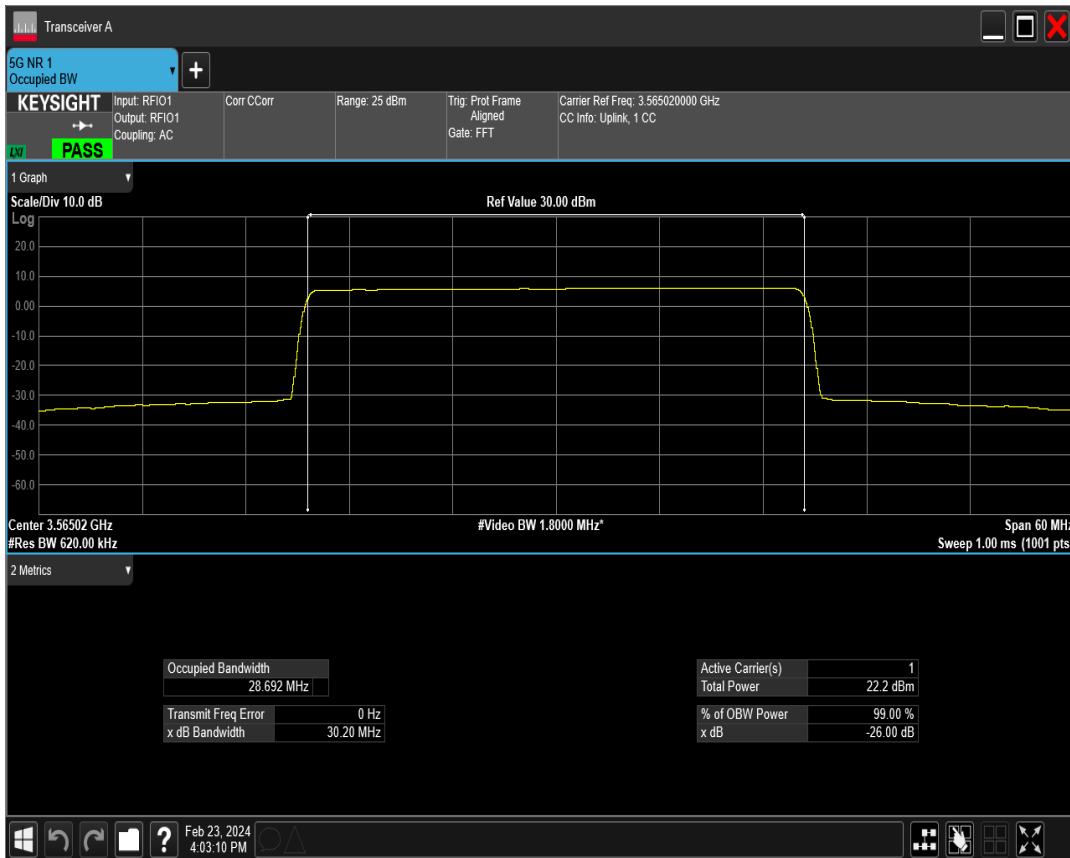 Transceiver A
5G NR 1
Occupied BW
+
KEYSIGHT
LXI
PASS
Input: RFIO1
Output: RFIO1
Coupling: AC
Corr CCorr
Range: 25 dBm
Trig: Prot Frame
Aligned
Gate: FFT
Carrier Ref Freq: 3.565020000 GHz
CC Info: Uplink, 1 CC
1 Graph
Scale/Div 10.0 dB
Ref Value 30.00 dBm
Log
20.0
10.0
0.00
-10.0
-20.0
-30.0
-40.0
-50.0
-60.0
Center 3.56502 GHz
#Video BW 1.8000 MHz*
Span 60 MHz
#Res BW 620.00 kHz
Sweep 1.00 ms (1001 pts
2 Metrics
Occupied Bandwidth
28.692 MHz
Transmit Freq Error 0 Hz
x dB Bandwidth 30.20 MHz
Active Carrier(s) 1
Total Power 22.2 dBm
% of OBW Power 99.00 %
x dB -26.00 dB
?
Feb 23, 2024
4:03:10 PM